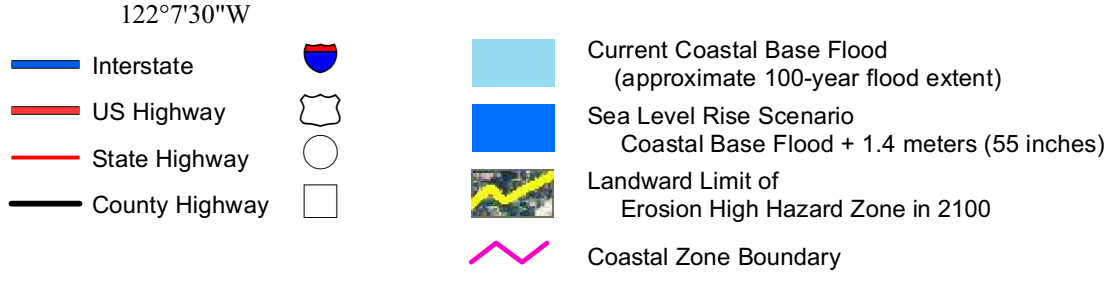 122°7'30"W
Interstate
US Highway
State Highway
County Highway
Current Coastal Base Flood
(approximate 100-year flood extent)
Sea Level Rise Scenario
Coastal Base Flood + 1.4 meters (55 inches)
Landward Limit of
Erosion High Hazard Zone in 2100
Coastal Zone Boundary